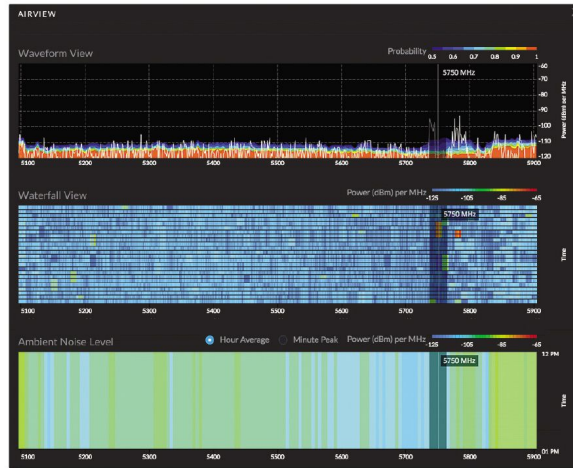 AIRVIEW
Waveform View
Probability 0.5 0.6 0.7 0.8 0.9 1
5750 MHz
-60
-70
-80
-90
-100
-110
-120
Power (dBm) per MHz
5100 5200 5300 5400 5500 5600 5700 5800 5900
Waterfall View
Power (dBm) per MHz -125 -105 -85 -65
5750 MHz
Time
5100 5200 5300 5400 5500 5600 5700 5800 5900
Ambient Noise Level
Hour Average Minute Peak Power (dBm) per MHz -125 -105 -85 -65
12 PM
5750 MHz
Time
01 PM
5100 5200 5300 5400 5500 5600 5700 5800 5900